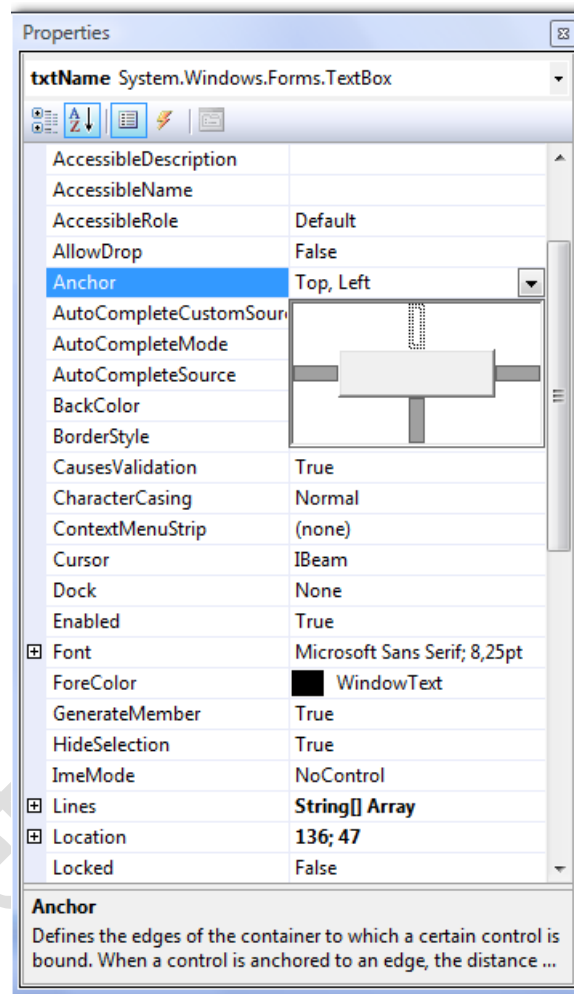 Properties
txtName System.Windows.Forms.TextBox
AccessibleDescription
AccessibleName
AccessibleRole Default
AllowDrop False
Anchor Top, Left
AutoCompleteCustomSour
AutoCompleteMode
AutoCompleteSource
BackColor
BorderStyle
CausesValidation True
CharacterCasing Normal
ContextMenuStrip (none)
Cursor IBeam
Dock None
Enabled True
Font Microsoft Sans Serif; 8,25pt
ForeColor WindowText
GenerateMember True
HideSelection True
ImeMode NoControl
Lines String[] Array
Location 136; 47
Locked False
Anchor
Defines the edges of the container to which a certain control is
bound. When a control is anchored to an edge, the distance ...